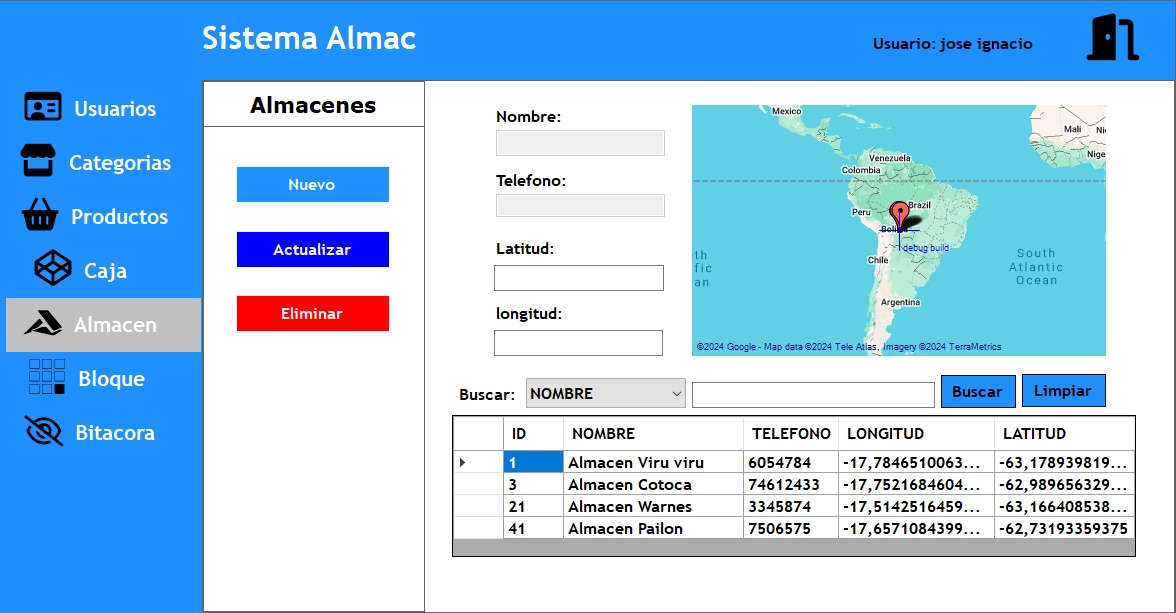 Sistema Almac
Usuario: jose ignacio
Usuarios
Categorias
Productos
Caja
Almacen
Bloque
Bitacora
Almacenes
Nuevo
Actualizar
Eliminar
Nombre:
Telefono:
Latitud:
longitud:
Mexico
Mali
Nige
Venezuela
Colombia
Brazil
Peru
debug build
Chile
South
Atlantic
Ocean
Argentina
©2024 Google - Map data ©2024 Tele Atlas, Imagery ©2024 TerraMetrics
Buscar: NOMBRE Buscar Limpiar
ID NOMBRE TELEFONO LONGITUD LATITUD
1 Almacen Viru viru 6054784 -17,7846510063... -63,178939819...
3 Almacen Cotoca 74612433 -17,7521684604... -62,989656329...
21 Almacen Warnes 3345874 -17,5142516459... -63,166408538...
41 Almacen Pailon 7506575 -17,6571084399... -62,73193359375